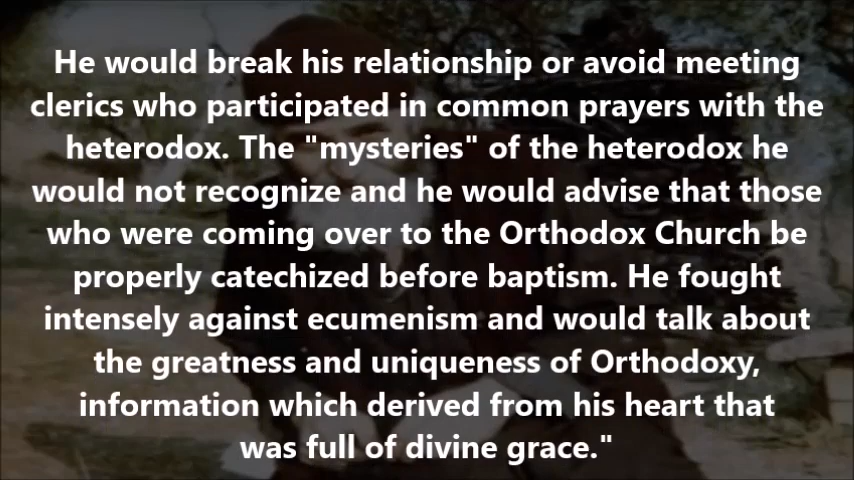 He would break his relationship or avoid meeting
clerics who participated in common prayers with the
heterodox. The "mysteries" of the heterodox he
would not recognize and he would advise that those
who were coming over to the Orthodox Church be
properly catechized before baptism. He fought
intensely against ecumenism and would talk about
the greatness and uniqueness of Orthodoxy,
information which derived from his heart that
was full of divine grace."